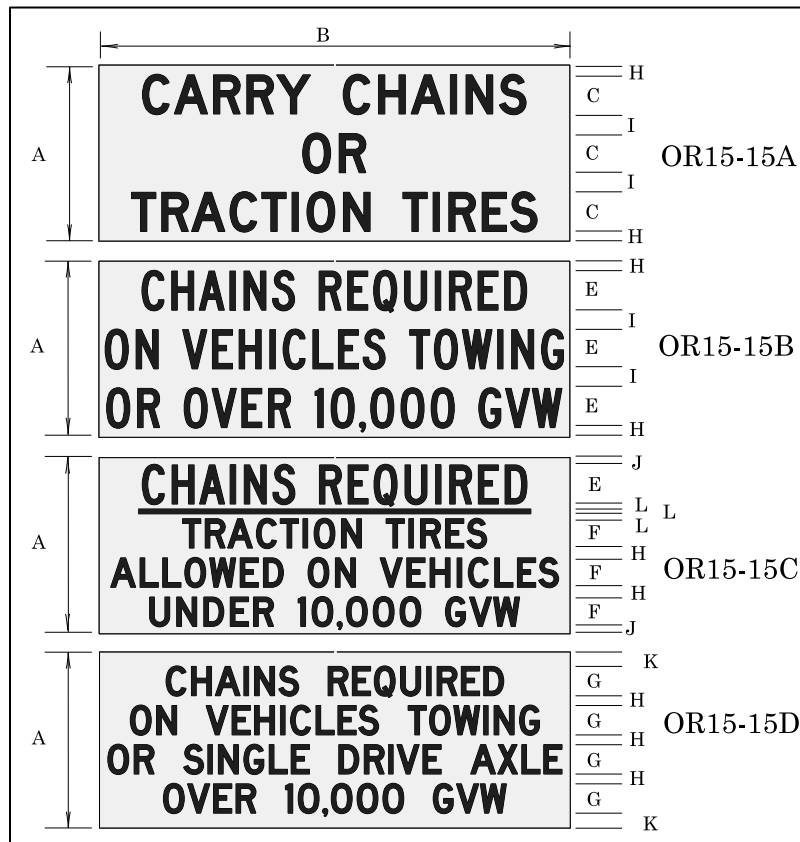 B
A
CARRY CHAINS
OR
TRACTION TIRES
H
C
I
C
I
C
H
OR15-15A
A
CHAINS REQUIRED
ON VEHICLES TOWING
OR OVER 10,000 GVW
H
E
I
E
I
E
H
OR15-15B
A
CHAINS REQUIRED
TRACTION TIRES
ALLOWED ON VEHICLES
UNDER 10,000 GVW
J
E
L
L
L
F
H
F
H
F
J
OR15-15C
A
CHAINS REQUIRED
ON VEHICLES TOWING
OR SINGLE DRIVE AXLE
OVER 10,000 GVW
K
G
H
G
H
G
H
G
K
OR15-15D